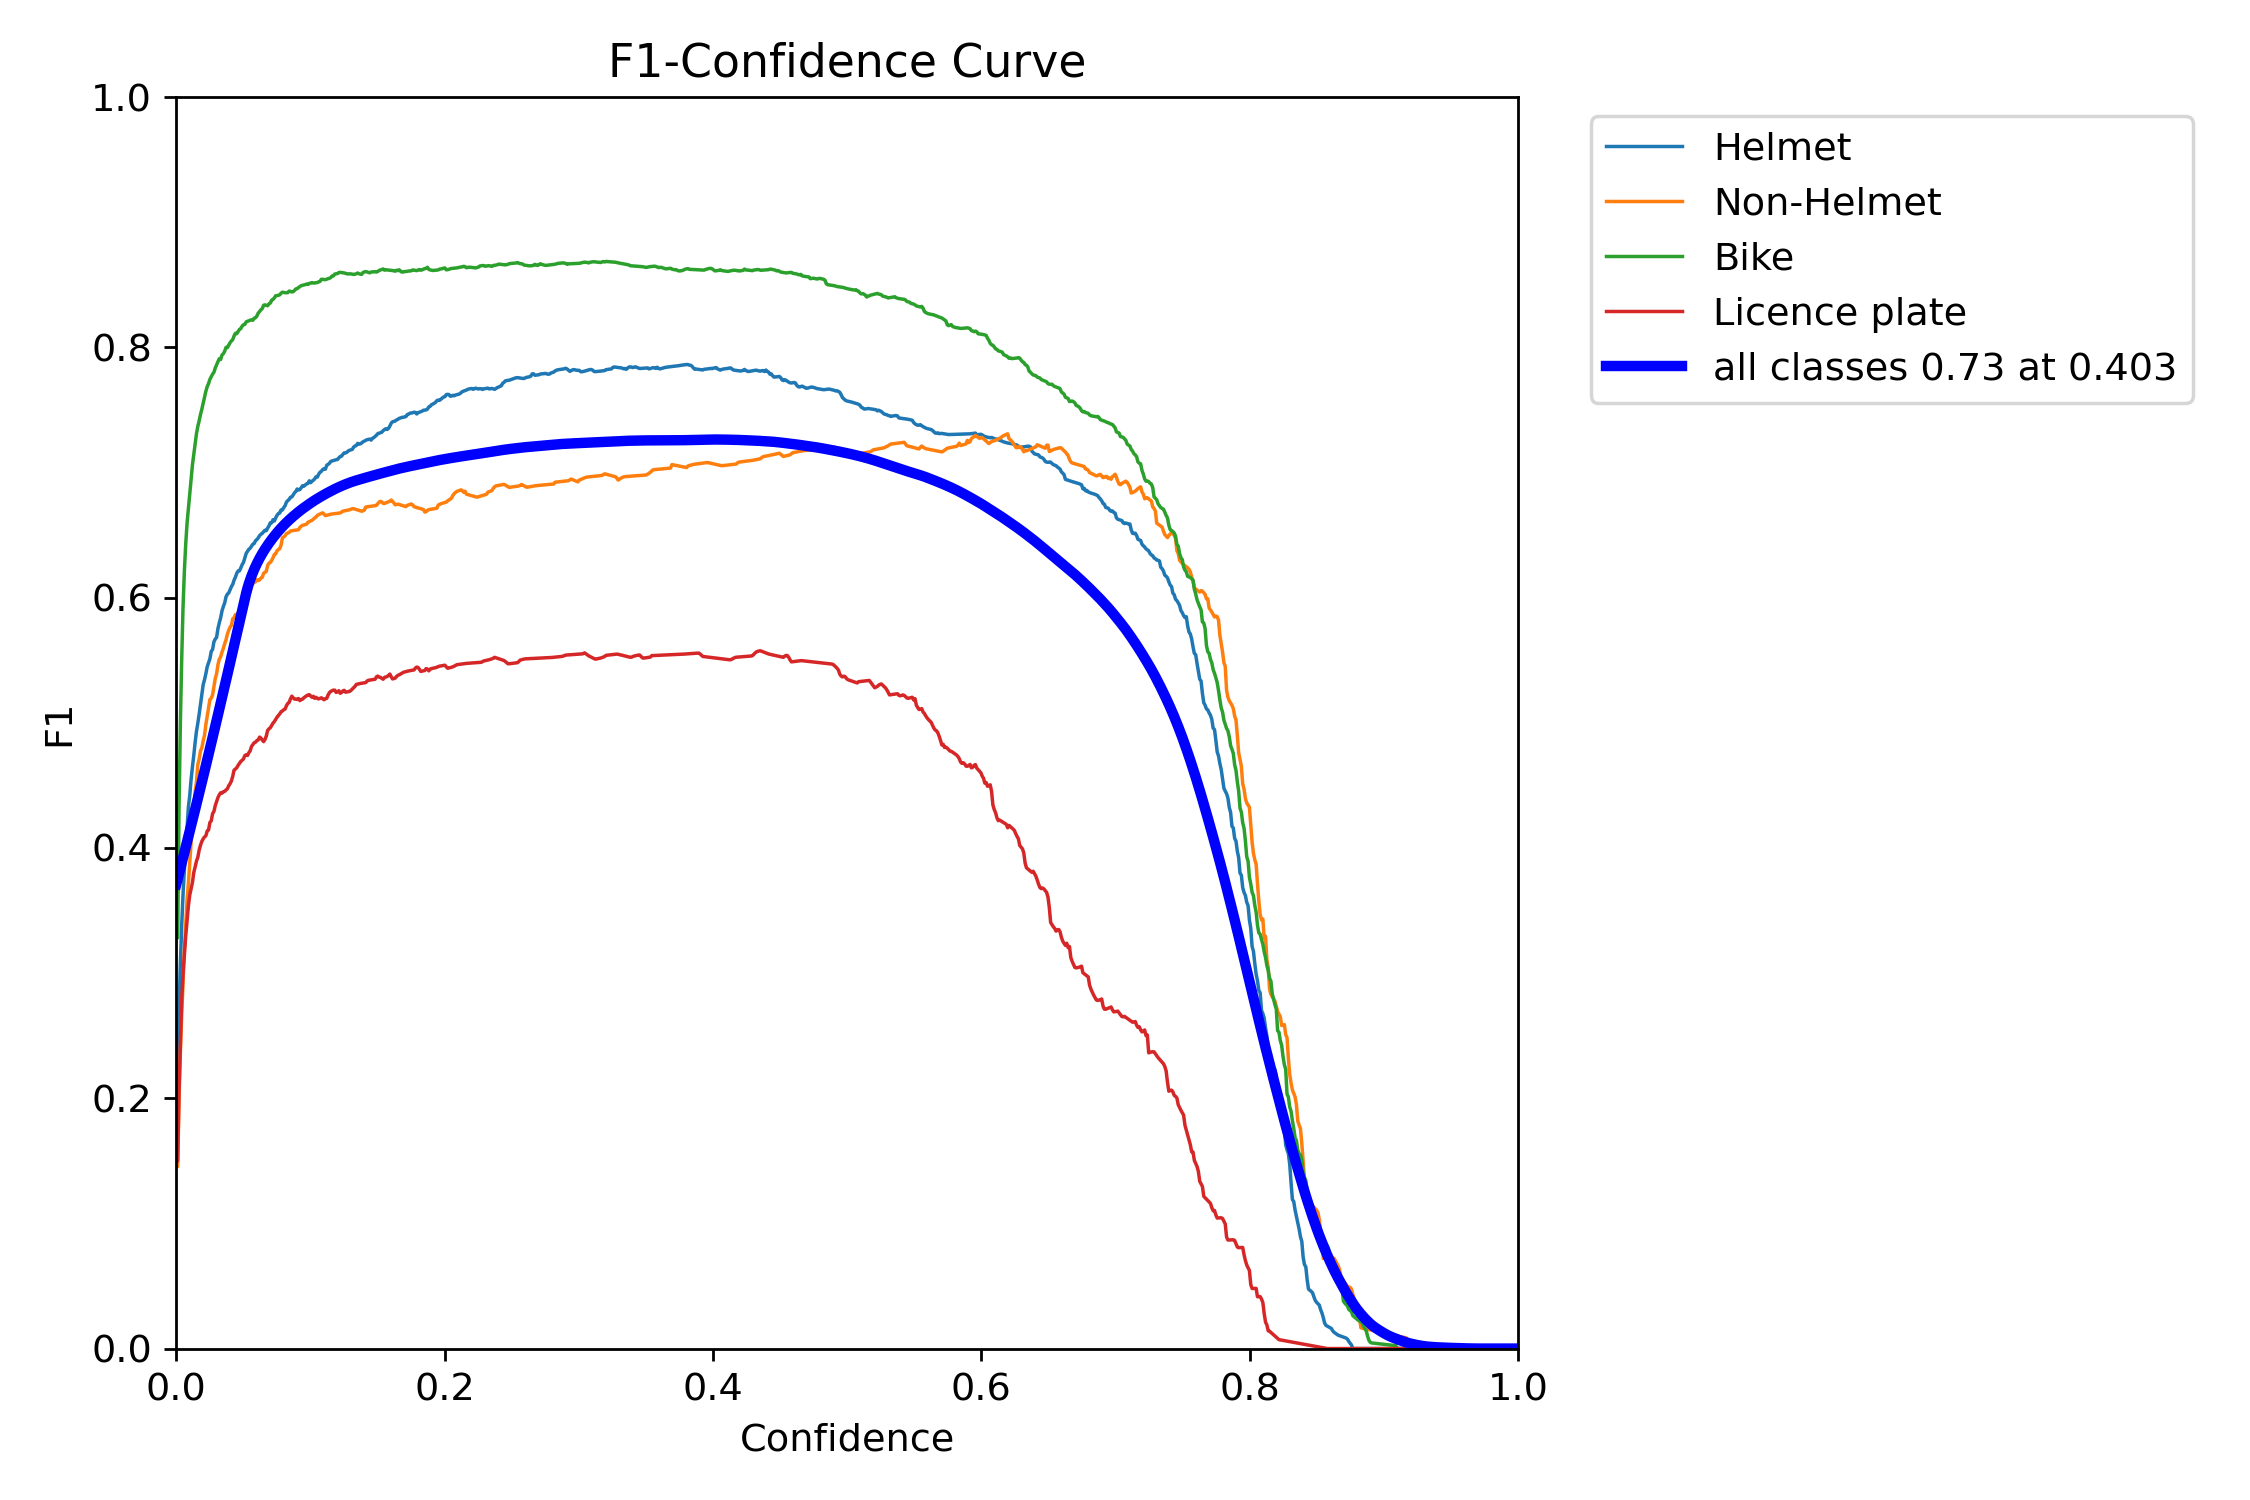 F1-Confidence Curve
1.0
0.8
0.6
0.4
0.2
0.0
F1
0.0 0.2 0.4 0.6 0.8 1.0
Confidence
Helmet
Non-Helmet
Bike
Licence plate
all classes 0.73 at 0.403